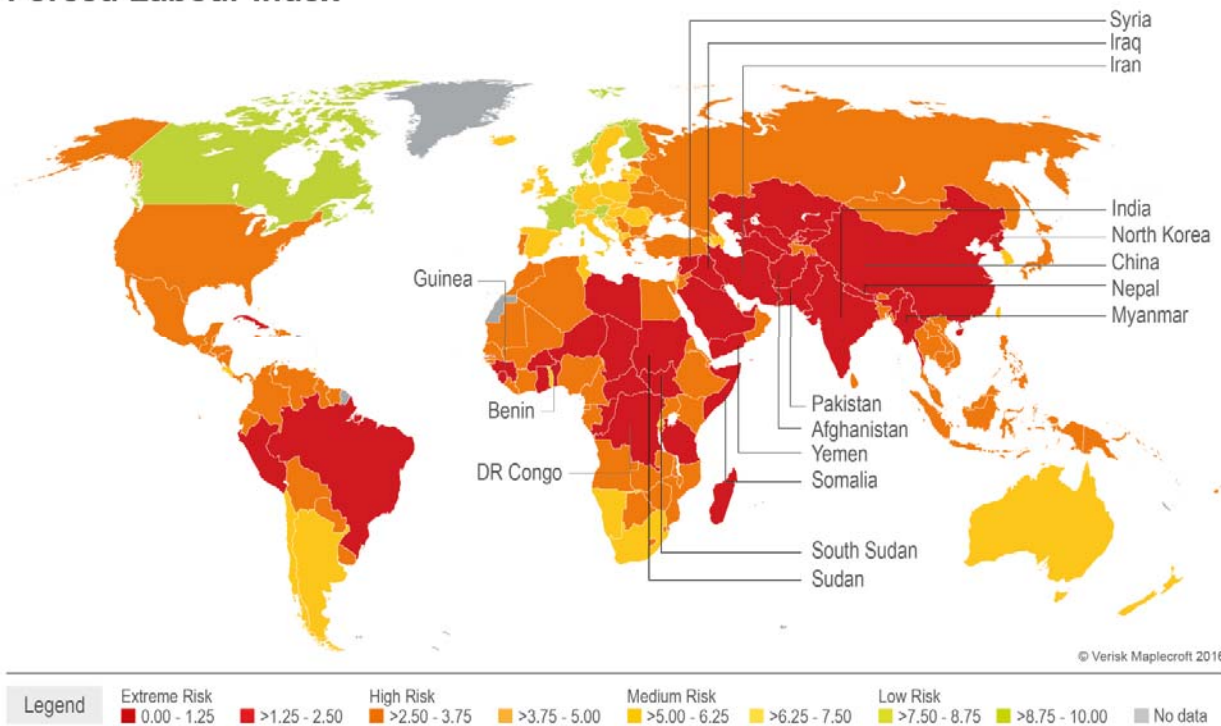 Forced Labour Index
Syria
Iraq
Iran
India
North Korea
China
Nepal
Myanmar
Guinea
Benin
DR Congo
Pakistan
Afghanistan
Yemen
Somalia
South Sudan
Sudan
© Verisk Maplecroft 2016
Legend
Extreme Risk
0.00 - 1.25 >1.25 - 2.50
High Risk
>2.50 - 3.75 >3.75 - 5.00
Medium Risk
>5.00 - 6.25 >6.25 - 7.50
Low Risk
>7.50 - 8.75 >8.75 - 10.00
No data